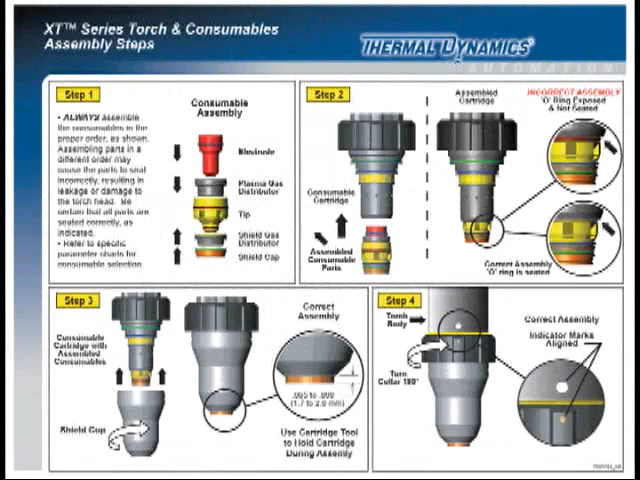 XT™ Series Torch & Consumables
Assembly Steps
THERMAL DYNAMICS®
AUTOMATION
Step 1
• ALWAYS assemble
the consumables in the
proper order, as shown.
Assembling parts in a
different order may
cause the parts to seal
incorrectly, resulting in
leakage or damage to
the torch head. Be
certain that all parts are
seated correctly, as
indicated.
• Refer to specific
parameter charts for
consumable selection
Consumable
Assembly
Electrode
Plasma Gas
Distributor
Tip
Shield Gas
Distributor
Shield Cap
Step 2
Consumable
Cartridge
Assembled
Consumable
Parts
Assembled
Cartridge
INCORRECT ASSEMBLY
'O' Ring Exposed
& Not Seated
Correct Assembly
'O' ring is seated
Step 3
Consumable
Cartridge with
Assembled
Consumables
Shield Cup
Correct
Assembly
(1.7 to 2.0 mm)
Use Cartridge Tool
to Hold Cartridge
During Assembly
Step 4
Torch
Body
Turn
Collar 180°
Correct Assembly
Indicator Marks
Aligned